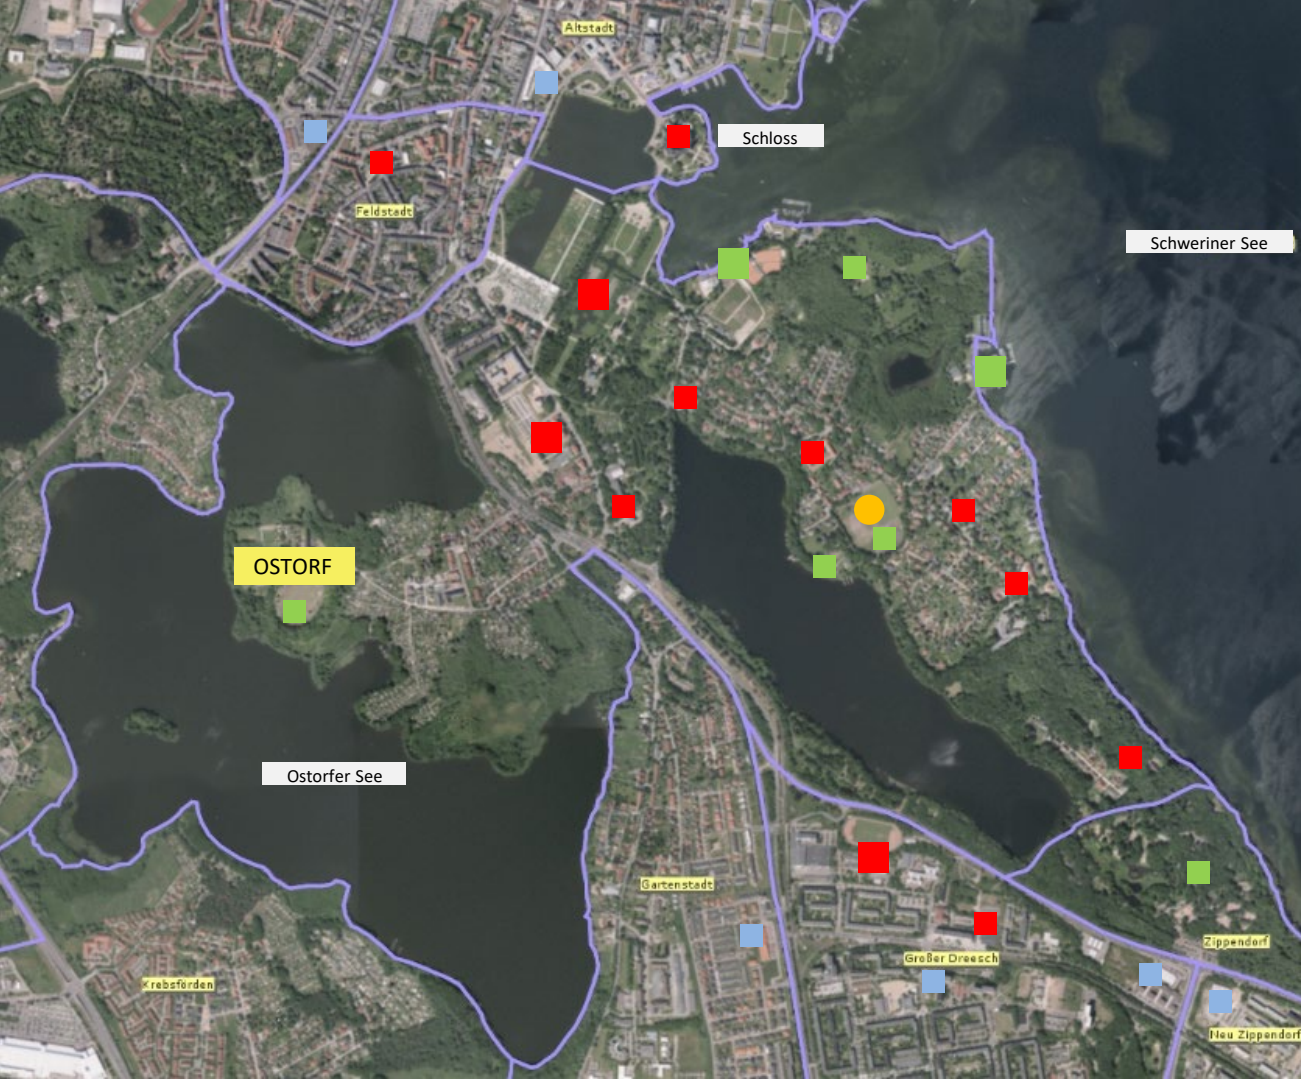 Altstadt
Schloss
Feldstadt
Schweriner See
OSTORF
Ostorfer See
Gartenstadt
Zippendorf
Großer Dreesch
Krebsförden
Neu Zippendorf